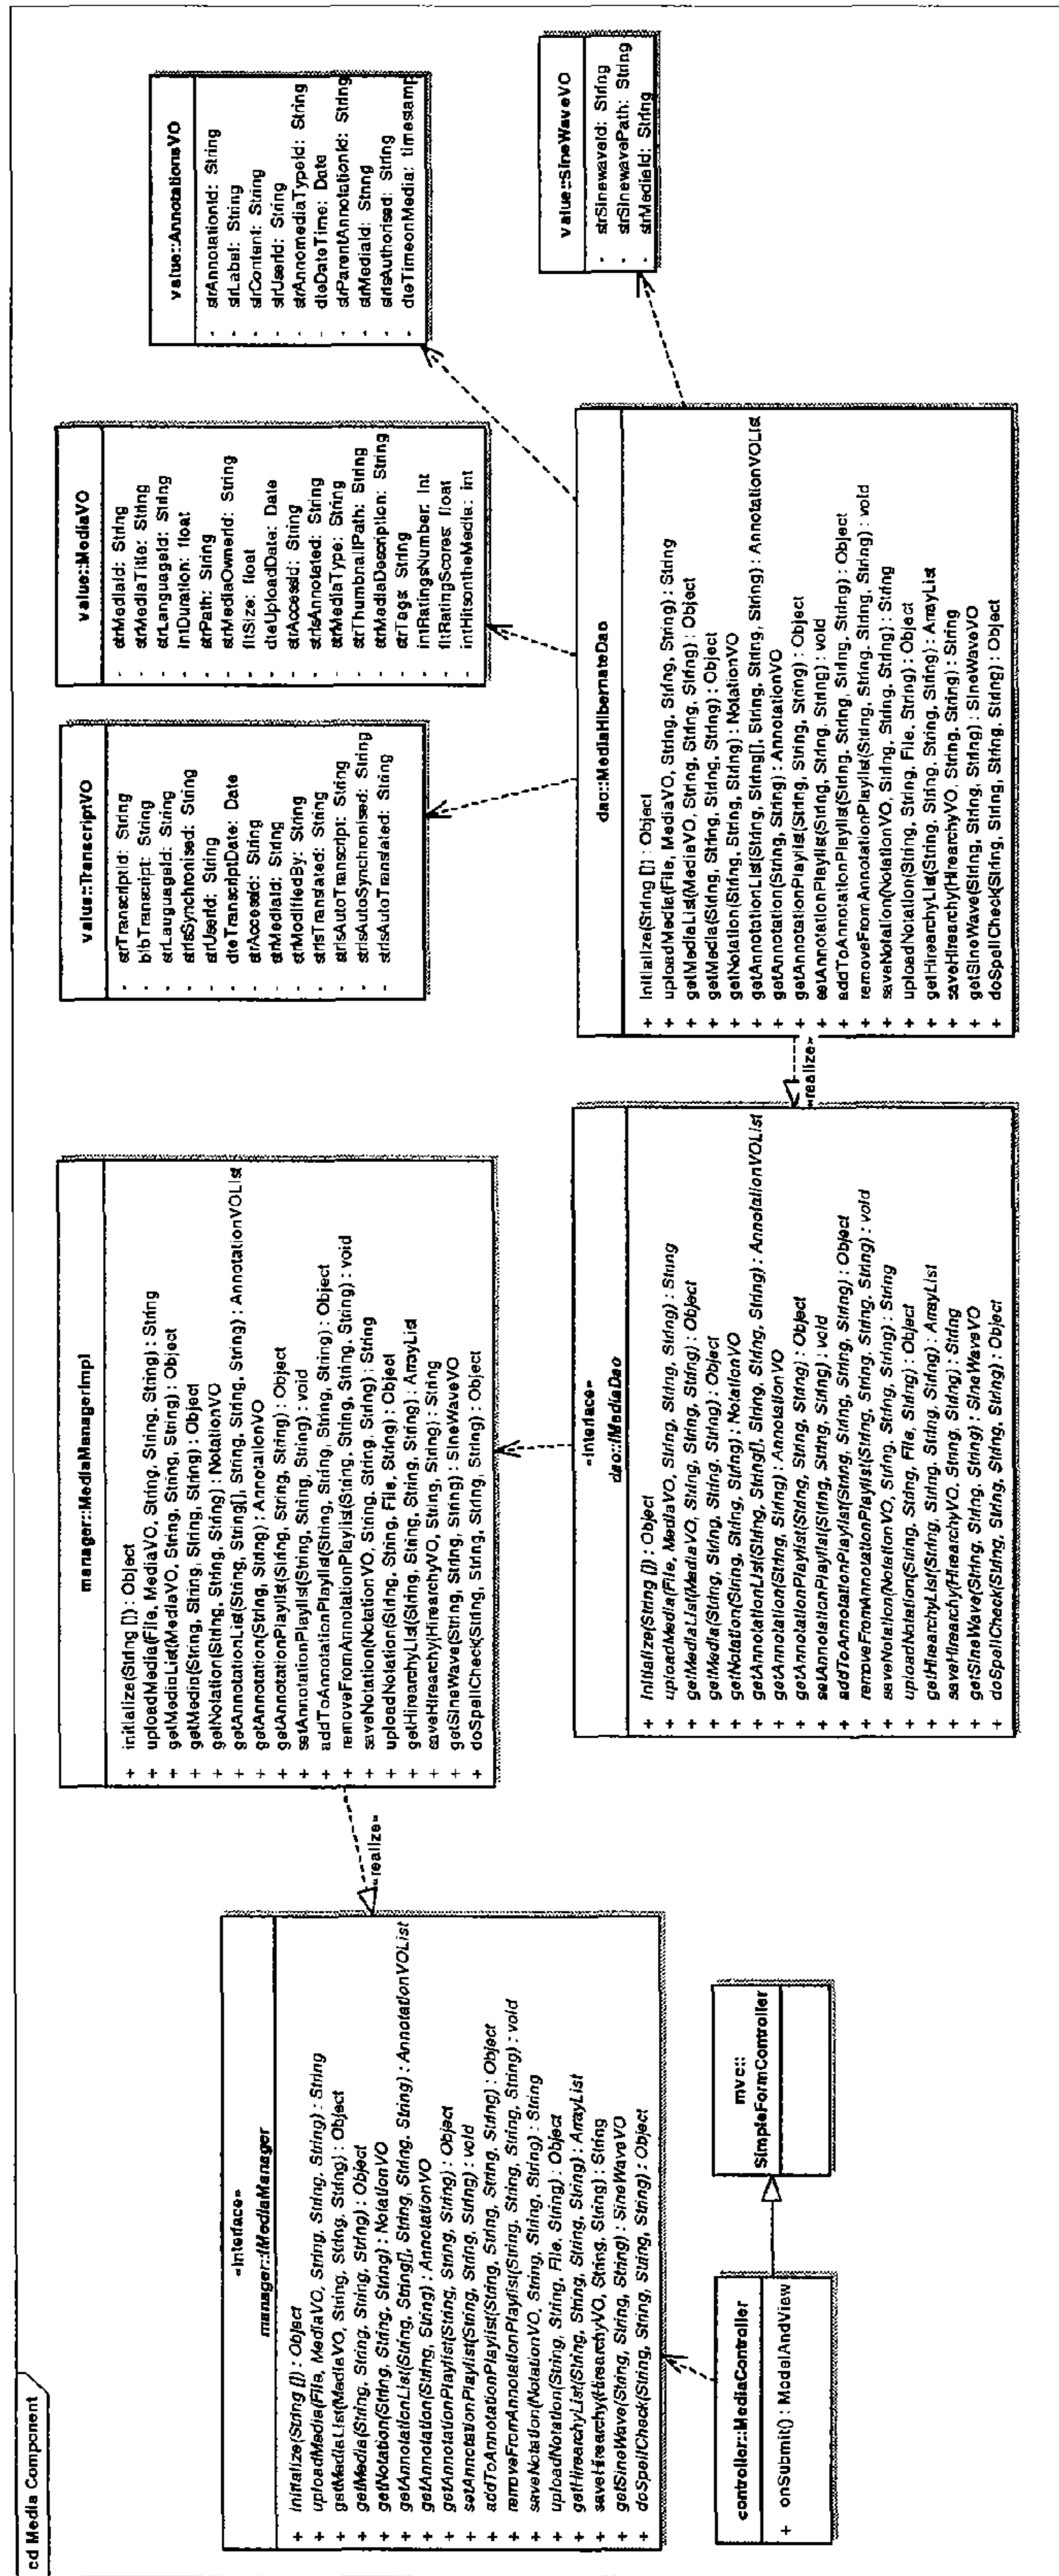 cd Media Component
«interface»
manager::IMediaManager
+ initialize(String []) : Object
+ uploadMedia(File, MediaVO, String, String, String) : String
+ getMediaList(MediaVO, String, String, String) : Object
+ getMedia(String, String, String, String) : Object
+ getNotation(String, String, String) : NotationVO
+ getAnnotationList(String, String[], String, String, String) : AnnotationVOList
+ getAnnotation(String, String) : AnnotationVO
+ getAnnotationPlaylist(String, String, String) : Object
+ setAnnotationPlaylist(String, String, String) : void
+ addToAnnotationPlaylist(String, String, String, String) : Object
+ removeFromAnnotationPlaylist(String, String, String, String) : void
+ saveNotation(NotationVO, String, String, String) : String
+ uploadNotation(String, String, File, String) : Object
+ getHirearchyList(String, String, String, String) : ArrayList
+ saveHirearchy(HirearchyVO, String, String) : String
+ getSineWave(String, String, String) : SineWaveVO
+ doSpellCheck(String, String, String, String) : Object
controller::MediaController
+ onSubmit() : ModelAndView
mvc::
SimpleFormController
«realize»
manager::MediaManagerImpl
+ initialize(String []) : Object
+ uploadMedia(File, MediaVO, String, String, String) : String
+ getMediaList(MediaVO, String, String, String) : Object
+ getMedia(String, String, String, String) : Object
+ getNotation(String, String, String) : NotationVO
+ getAnnotationList(String, String[], String, String, String) : AnnotationVOList
+ getAnnotation(String, String) : AnnotationVO
+ getAnnotationPlaylist(String, String, String) : Object
+ setAnnotationPlaylist(String, String, String) : void
+ addToAnnotationPlaylist(String, String, String, String) : Object
+ removeFromAnnotationPlaylist(String, String, String, String) : void
+ saveNotation(NotationVO, String, String, String) : String
+ uploadNotation(String, String, File, String) : Object
+ getHirearchyList(String, String, String, String) : ArrayList
+ saveHirearchy(HirearchyVO, String, String) : String
+ getSineWave(String, String, String) : SineWaveVO
+ doSpellCheck(String, String, String, String) : Object
«interface»
dao::IMediaDao
+ initialize(String []) : Object
+ uploadMedia(File, MediaVO, String, String, String) : String
+ getMediaList(MediaVO, String, String, String) : Object
+ getMedia(String, String, String, String) : Object
+ getNotation(String, String, String) : NotationVO
+ getAnnotationList(String, String[], String, String, String) : AnnotationVOList
+ getAnnotation(String, String) : AnnotationVO
+ getAnnotationPlaylist(String, String, String) : Object
+ setAnnotationPlaylist(String, String, String) : void
+ addToAnnotationPlaylist(String, String, String, String) : Object
+ removeFromAnnotationPlaylist(String, String, String, String) : void
+ saveNotation(NotationVO, String, String, String) : String
+ uploadNotation(String, String, File, String) : Object
+ getHirearchyList(String, String, String, String) : ArrayList
+ saveHirearchy(HirearchyVO, String, String) : String
+ getSineWave(String, String, String) : SineWaveVO
+ doSpellCheck(String, String, String, String) : Object
«realize»
value::TranscriptVO
- strTranscriptId: String
- blbTranscript: String
- strLauguageId: String
- strIsSynchronised: String
- strUserId: String
- dteTranscriptDate: Date
- strAccessId: String
- strMediaId: String
- strModifiedBy: String
- strIsTranslated: String
- strIsAutoTranscript: String
- strIsAutoSynchronised: String
- strIsAutoTranslated: String
value::MediaVO
- strMediaId: String
- strMediaTitle: String
- strLanguageId: String
- intDuration: float
- strPath: String
- strMediaOwnerId: String
- fltSize: float
- dteUploadDate: Date
- strAccessId: String
- strIsAnnotated: String
- strMediaType: String
- strThumbnailPath: String
- strMediaDescription: String
- strTags: String
- intRatingsNumber: int
- fltRatingScores: float
- intHitsontheMedia: int
value::AnnotationsVO
- strAnnotationId: String
- strLabel: String
- strContent: String
- strUserId: String
- strAnnomediaTypeId: String
- dteDateTime: Date
- strParentAnnotationId: String
- strMediaId: String
- strIsAuthorised: String
- dteTimeonMedia: timestamp
dao::MediaHibernateDao
+ initialize(String []) : Object
+ uploadMedia(File, MediaVO, String, String, String) : String
+ getMediaList(MediaVO, String, String, String) : Object
+ getMedia(String, String, String, String) : Object
+ getNotation(String, String, String) : NotationVO
+ getAnnotationList(String, String[], String, String, String) : AnnotationVOList
+ getAnnotation(String, String) : AnnotationVO
+ getAnnotationPlaylist(String, String, String) : Object
+ setAnnotationPlaylist(String, String, String) : void
+ addToAnnotationPlaylist(String, String, String, String) : Object
+ removeFromAnnotationPlaylist(String, String, String, String) : void
+ saveNotation(NotationVO, String, String, String) : String
+ uploadNotation(String, String, File, String) : Object
+ getHirearchyList(String, String, String, String) : ArrayList
+ saveHirearchy(HirearchyVO, String, String) : String
+ getSineWave(String, String, String) : SineWaveVO
+ doSpellCheck(String, String, String, String) : Object
value::SineWaveVO
- strSinewaveId: String
- strSinewavePath: String
- strMediaId: String